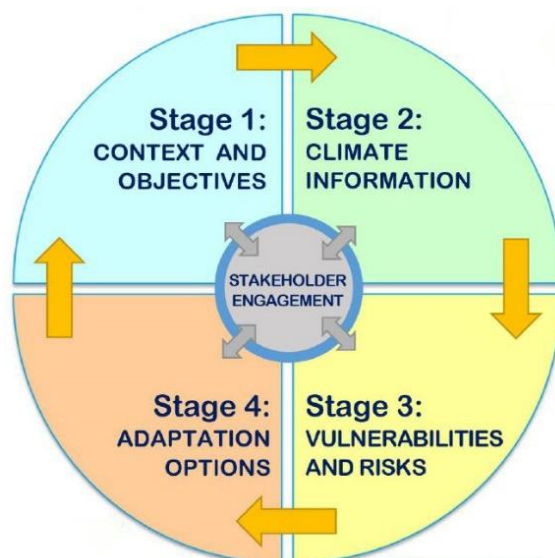 Stage 1:
CONTEXT AND
OBJECTIVES
Stage 2:
CLIMATE
INFORMATION
STAKEHOLDER
ENGAGEMENT
Stage 3:
VULNERABILITIES
AND RISKS
Stage 4:
ADAPTATION
OPTIONS